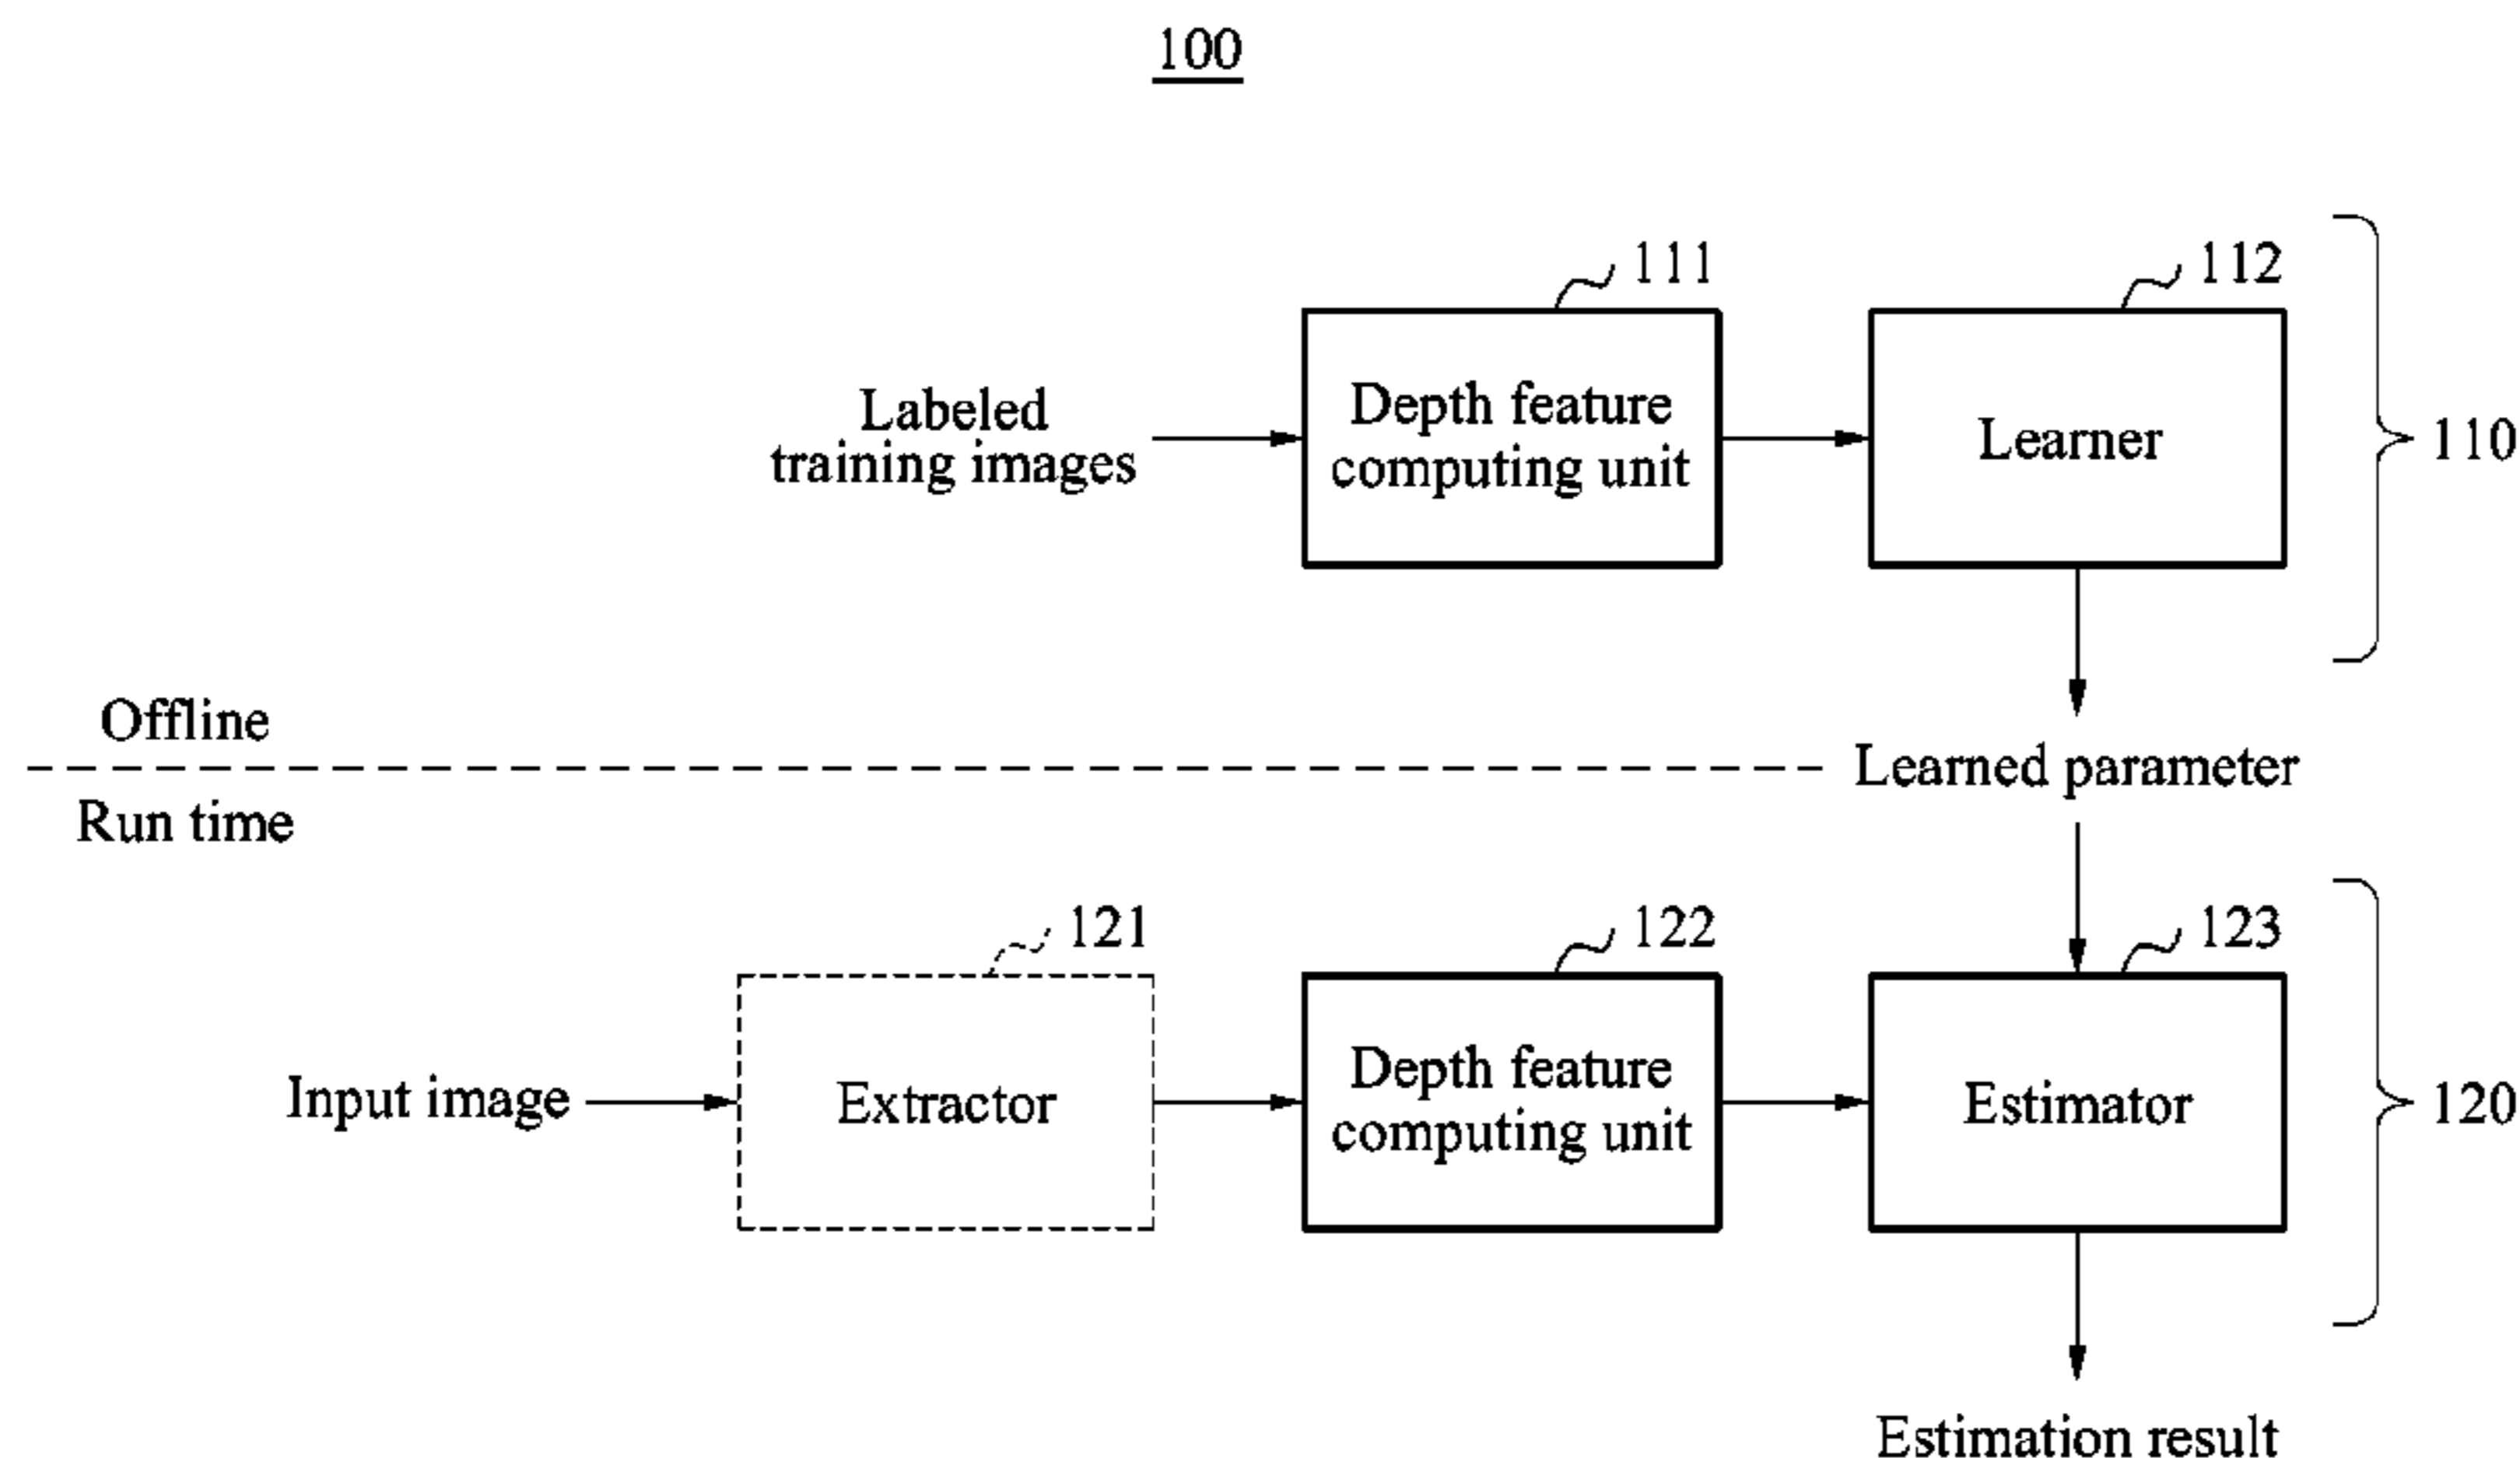 100
111
112
Labeled
training images
Depth feature
computing unit
Learner
110
Offline
Learned parameter
Run time
121
122
123
Input image
Extractor
Depth feature
computing unit
Estimator
120
Estimation result